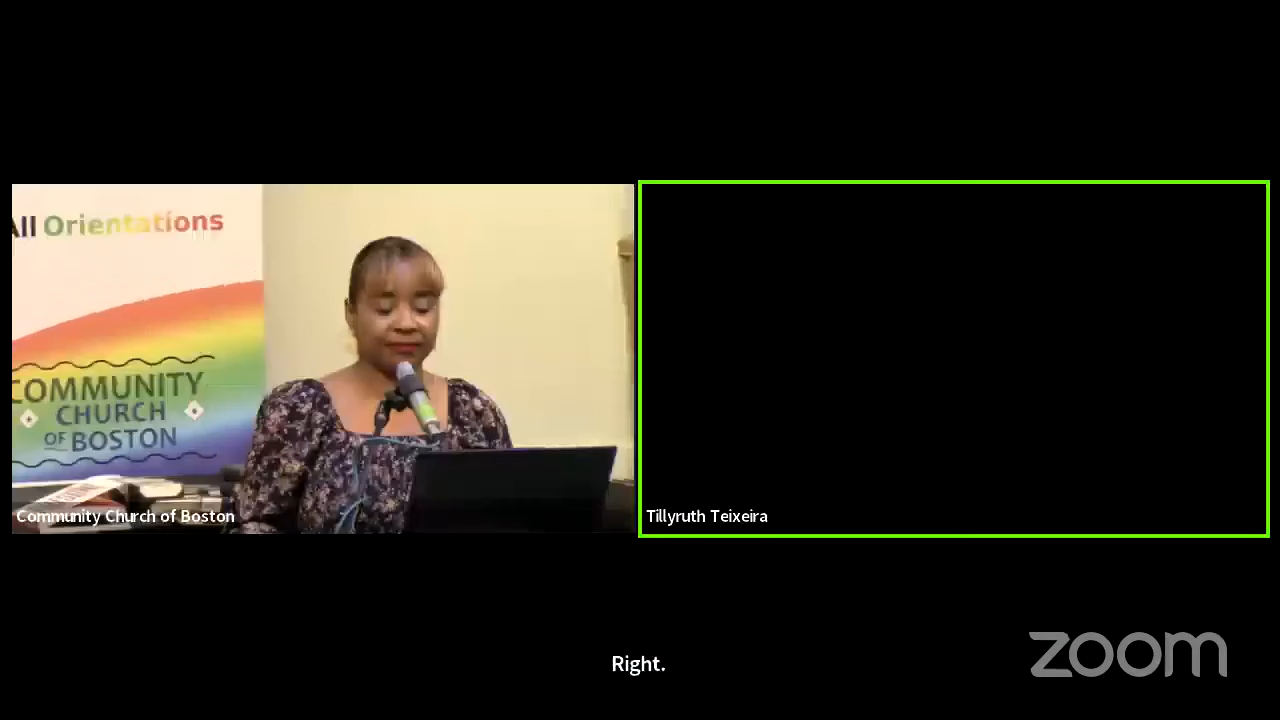 All Orientations
COMMUNITY
CHURCH
OF BOSTON
Community Church of Boston
Tillyruth Teixeira
Right.
zoom